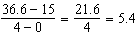 (36.6 − 15)/(4 − 0) = 21.6/4 = 5.4